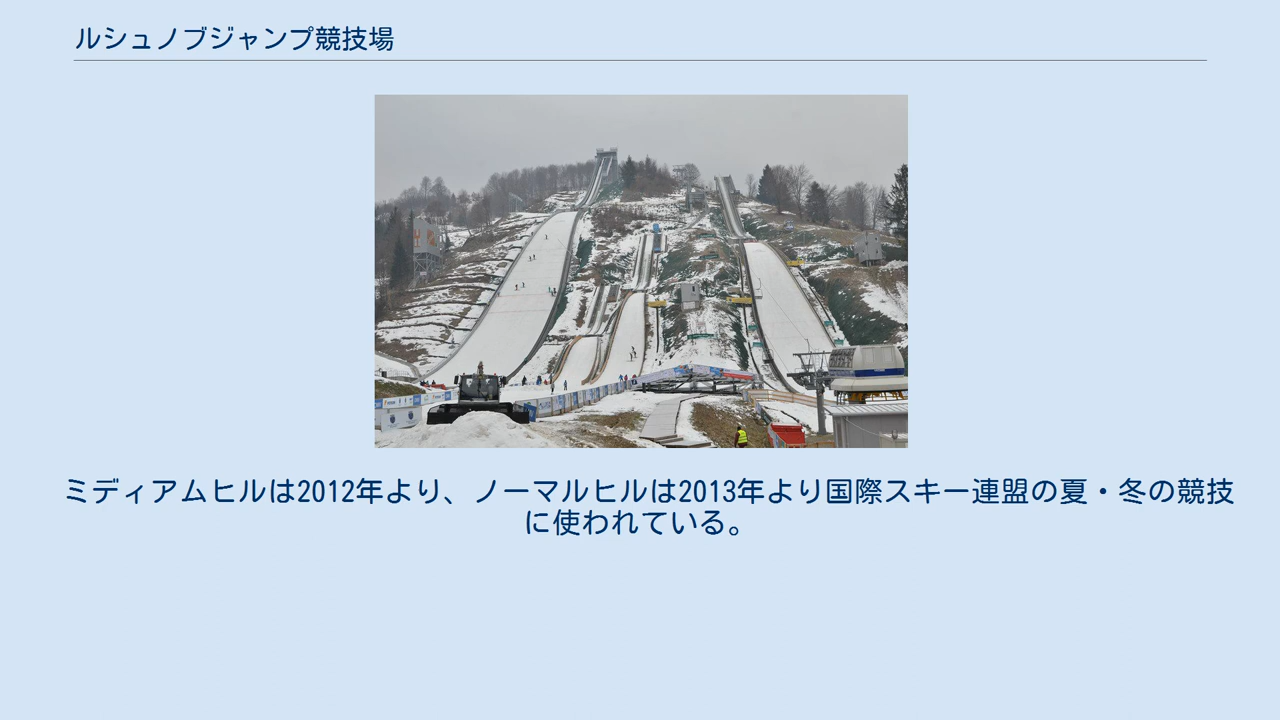 ルシュノブジャンプ競技場
ミディアムヒルは2012年より、ノーマルヒルは2013年より国際スキー連盟の夏・冬の競技
に使われている。